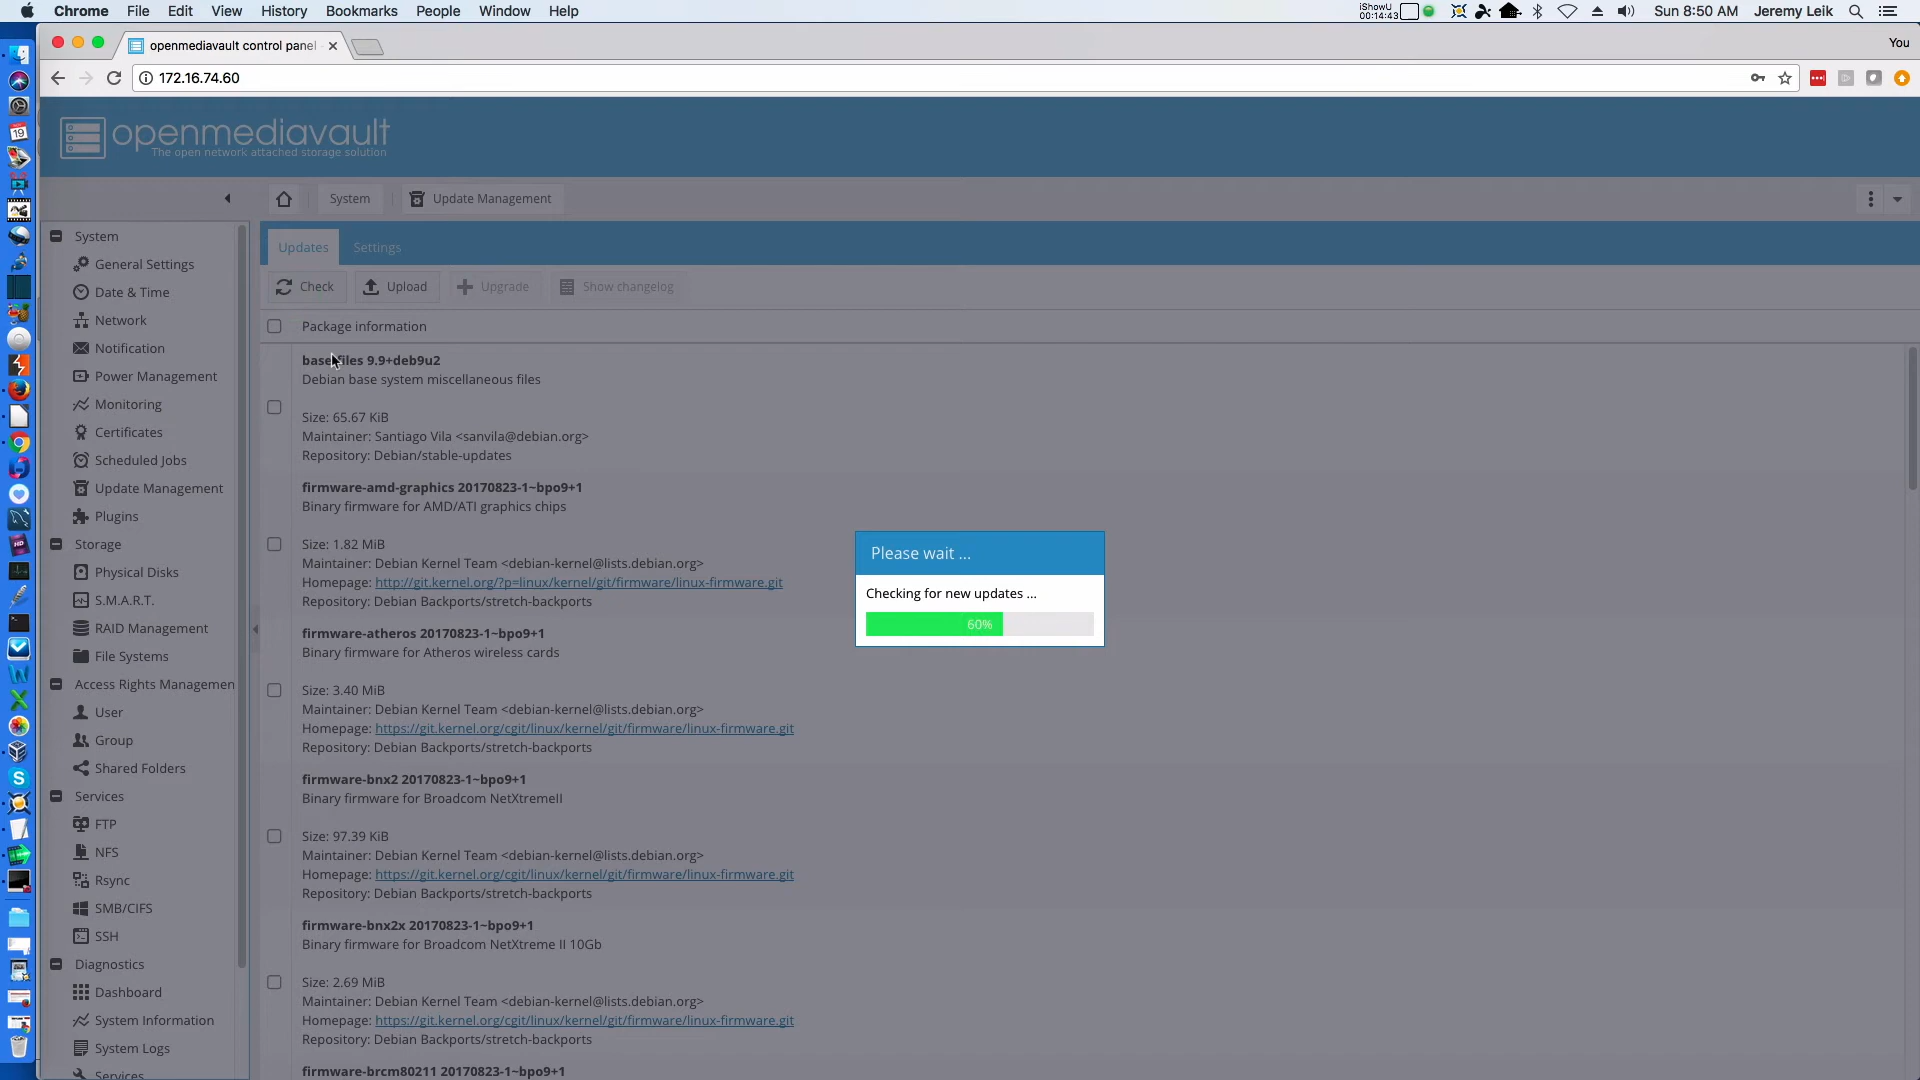 Chrome File Edit View History Bookmarks People Window Help
iShowU
00:14:43
Sun 8:50 AM Jeremy Leik
openmediavault control panel
You
172.16.74.60
openmediavault
The open network attached storage solution
System Update Management
System
General Settings
Date & Time
Network
Notification
Power Management
Monitoring
Certificates
Scheduled Jobs
Update Management
Plugins
Storage
Physical Disks
S.M.A.R.T.
RAID Management
File Systems
Access Rights Managemen
User
Group
Shared Folders
Services
FTP
NFS
Rsync
SMB/CIFS
SSH
Diagnostics
Dashboard
System Information
System Logs
Services
Updates Settings
Check Upload Upgrade Show changelog
Package information
base-files 9.9+deb9u2
Debian base system miscellaneous files
Size: 65.67 KiB
Maintainer: Santiago Vila <sanvila@debian.org>
Repository: Debian/stable-updates
firmware-amd-graphics 20170823-1~bpo9+1
Binary firmware for AMD/ATI graphics chips
Size: 1.82 MiB
Maintainer: Debian Kernel Team <debian-kernel@lists.debian.org>
Homepage: http://git.kernel.org/?p=linux/kernel/git/firmware/linux-firmware.git
Repository: Debian Backports/stretch-backports
firmware-atheros 20170823-1~bpo9+1
Binary firmware for Atheros wireless cards
Size: 3.40 MiB
Maintainer: Debian Kernel Team <debian-kernel@lists.debian.org>
Homepage: https://git.kernel.org/cgit/linux/kernel/git/firmware/linux-firmware.git
Repository: Debian Backports/stretch-backports
firmware-bnx2 20170823-1~bpo9+1
Binary firmware for Broadcom NetXtremeII
Size: 97.39 KiB
Maintainer: Debian Kernel Team <debian-kernel@lists.debian.org>
Homepage: https://git.kernel.org/cgit/linux/kernel/git/firmware/linux-firmware.git
Repository: Debian Backports/stretch-backports
firmware-bnx2x 20170823-1~bpo9+1
Binary firmware for Broadcom NetXtreme II 10Gb
Size: 2.69 MiB
Maintainer: Debian Kernel Team <debian-kernel@lists.debian.org>
Homepage: https://git.kernel.org/cgit/linux/kernel/git/firmware/linux-firmware.git
Repository: Debian Backports/stretch-backports
firmware-brcm80211 20170823-1~bpo9+1
Please wait ...
Checking for new updates ...
60%